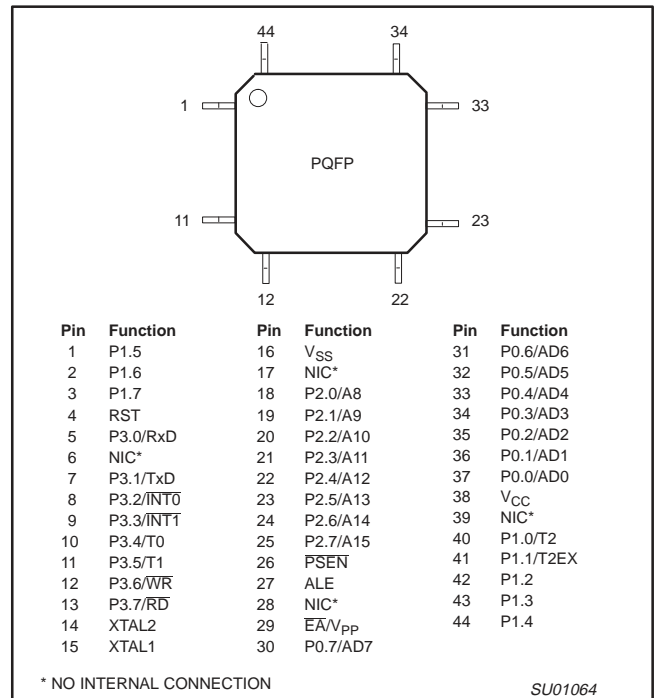 44 34
1 33
PQFP
11 23
12 22
Pin Function Pin Function Pin Function
1 P1.5 16 VSS 31 P0.6/AD6
2 P1.6 17 NIC* 32 P0.5/AD5
3 P1.7 18 P2.0/A8 33 P0.4/AD4
4 RST 19 P2.1/A9 34 P0.3/AD3
5 P3.0/RxD 20 P2.2/A10 35 P0.2/AD2
6 NIC* 21 P2.3/A11 36 P0.1/AD1
7 P3.1/TxD 22 P2.4/A12 37 P0.0/AD0
8 P3.2/I̅N̅T̅0̅ 23 P2.5/A13 38 VCC
9 P3.3/I̅N̅T̅1̅ 24 P2.6/A14 39 NIC*
10 P3.4/T0 25 P2.7/A15 40 P1.0/T2
11 P3.5/T1 26 P̅S̅E̅N̅ 41 P1.1/T2EX
12 P3.6/W̅R̅ 27 ALE 42 P1.2
13 P3.7/R̅D̅ 28 NIC* 43 P1.3
14 XTAL2 29 E̅A̅/VPP 44 P1.4
15 XTAL1 30 P0.7/AD7
* NO INTERNAL CONNECTION
SU01064